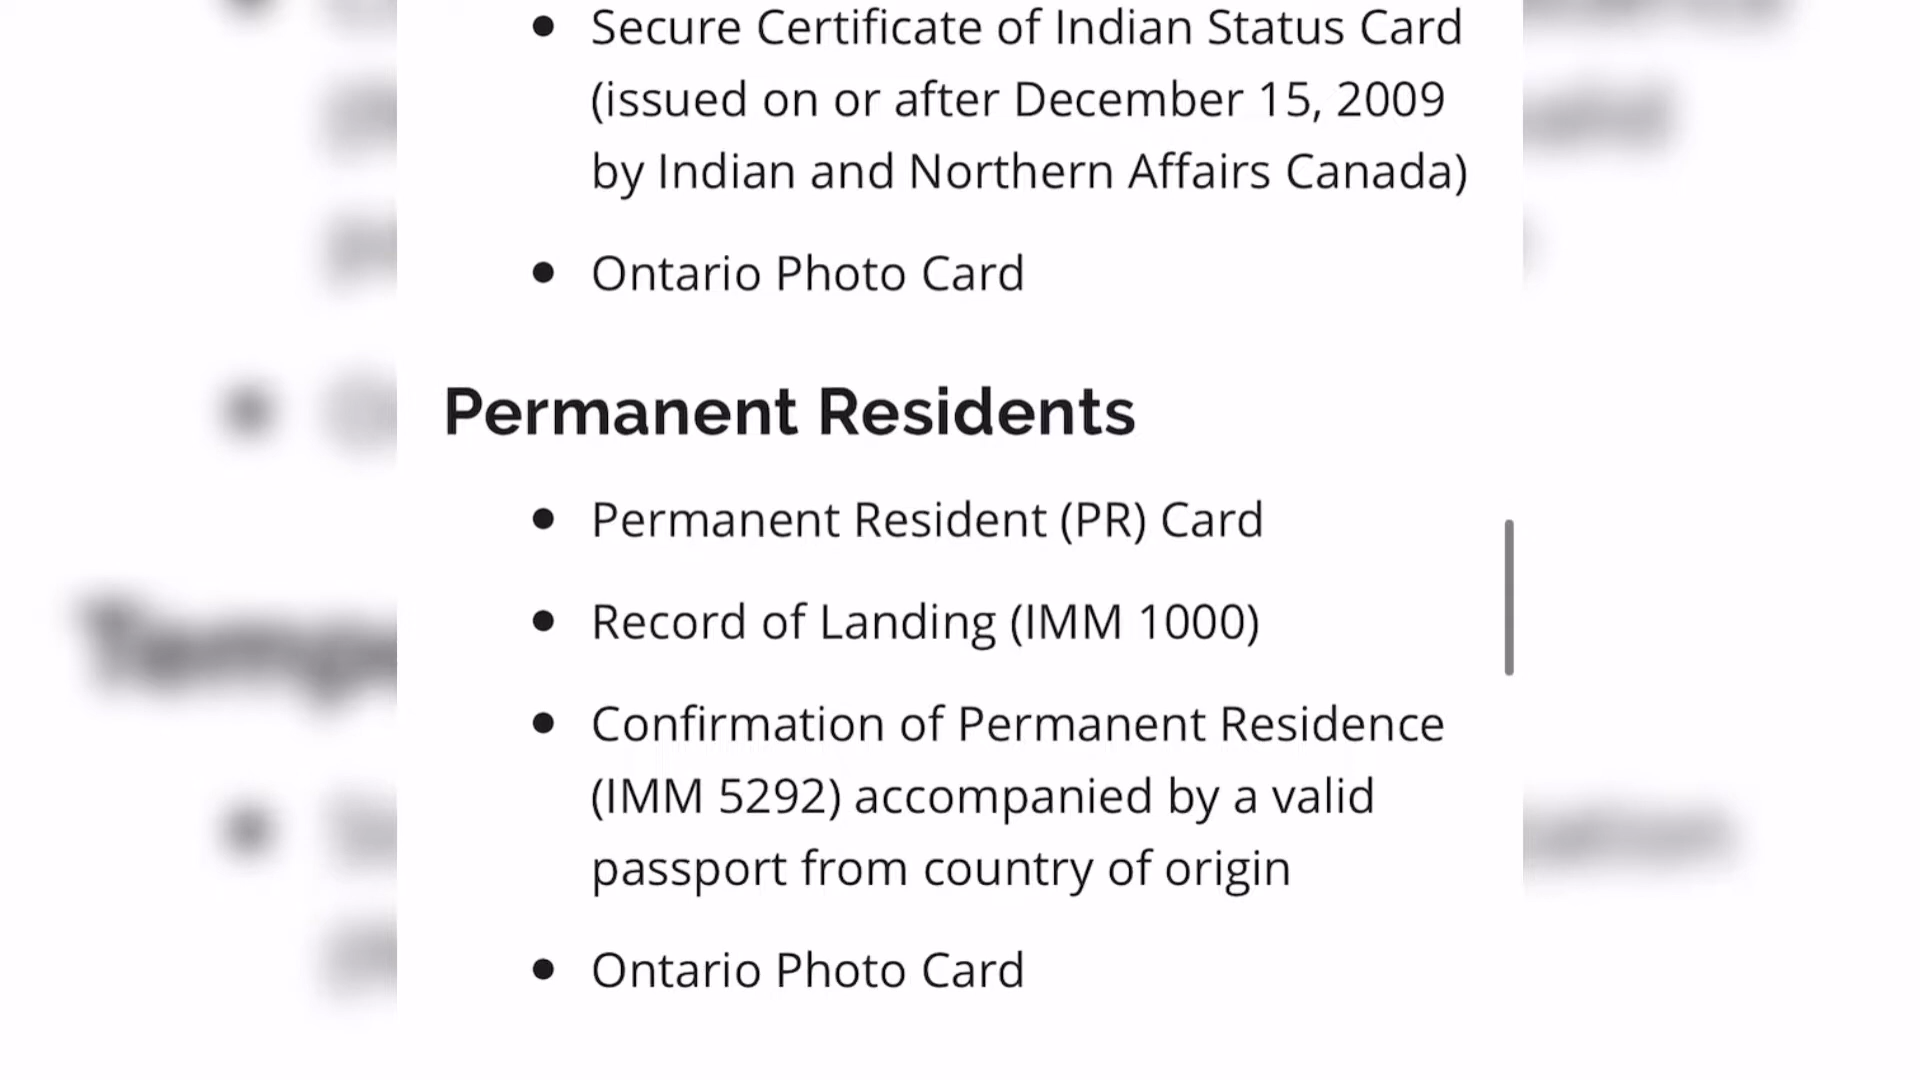 Secure Certificate of Indian Status Card
(issued on or after December 15, 2009
by Indian and Northern Affairs Canada)
Ontario Photo Card
Permanent Residents
Permanent Resident (PR) Card
Record of Landing (IMM 1000)
Confirmation of Permanent Residence
(IMM 5292) accompanied by a valid
passport from country of origin
Ontario Photo Card